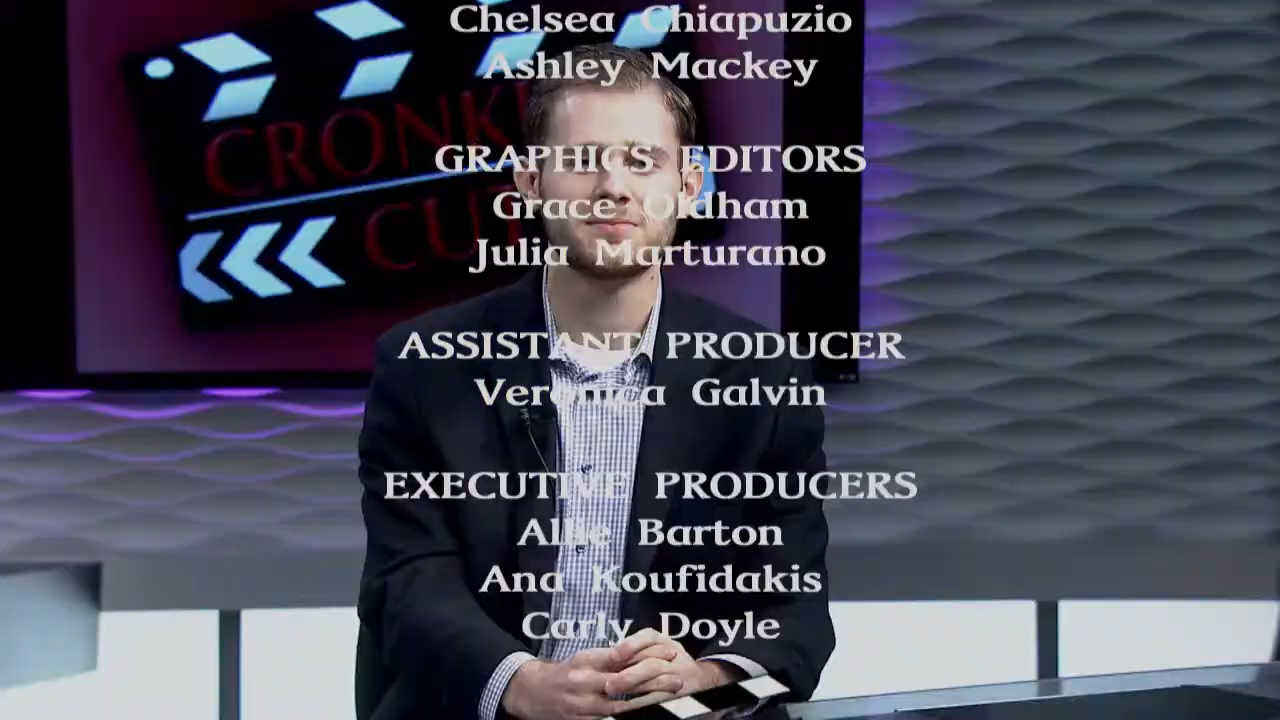 Chelsea Chiapuzio
Ashley Mackey
GRAPHICS EDITORS
Grace Oldham
Julia Marturano
ASSISTANT PRODUCER
Veronica Galvin
EXECUTIVE PRODUCERS
Allie Barton
Ana Koufidakis
Carly Doyle